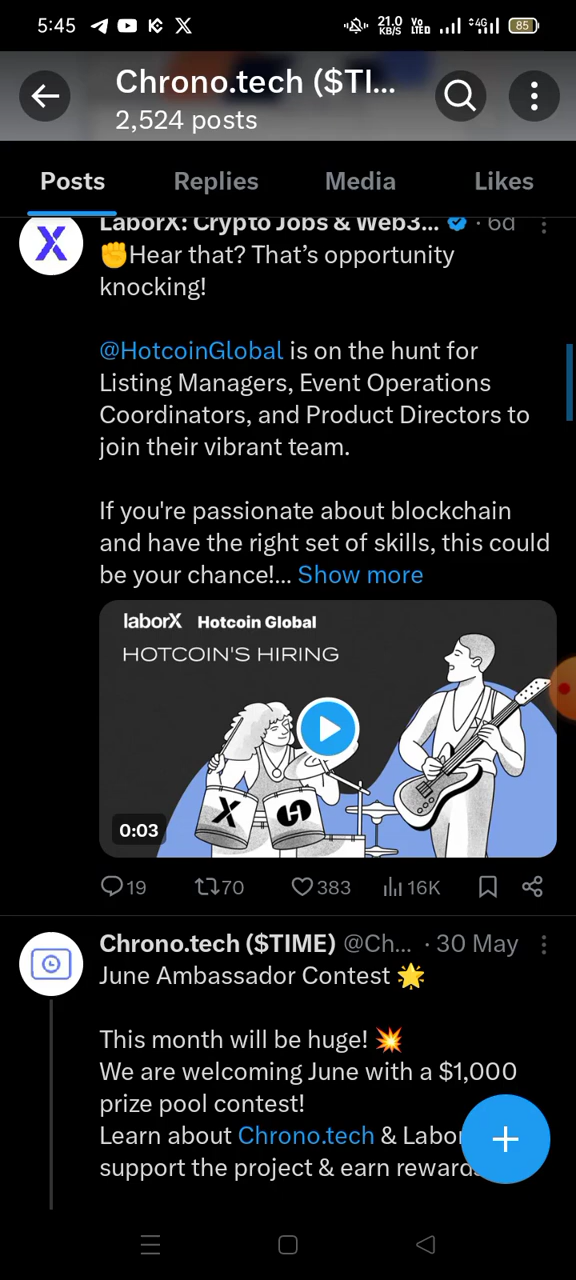 5:45
21.0 KB/S
Vo LTED
4G
85
Chrono.tech ($TI...
2,524 posts
Posts Replies Media Likes
LaborX: Crypto Jobs & Web3... · 6d
✊Hear that? That’s opportunity
knocking!
@HotcoinGlobal is on the hunt for
Listing Managers, Event Operations
Coordinators, and Product Directors to
join their vibrant team.
If you're passionate about blockchain
and have the right set of skills, this could
be your chance!... Show more
laborX Hotcoin Global
HOTCOIN'S HIRING
X H
0:03
19 70 383 16K
Chrono.tech ($TIME) @Ch... · 30 May
June Ambassador Contest 🌟
This month will be huge! 💥
We are welcoming June with a $1,000
prize pool contest!
Learn about Chrono.tech & Labor
support the project & earn rewards